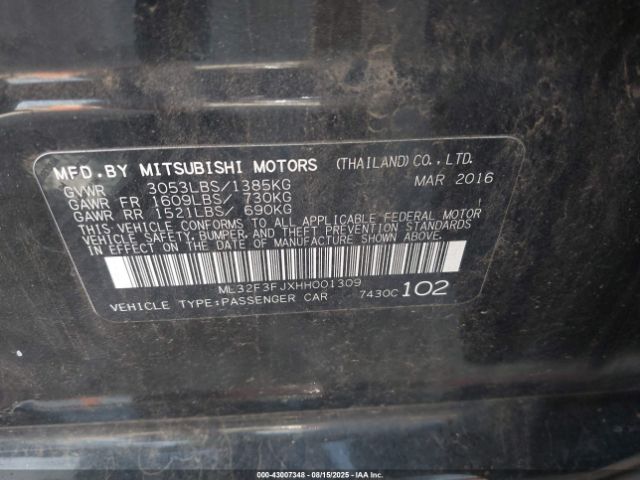 MFD.BY MITSUBISHI MOTORS (THAILAND)CO.,LTD.
GVWR 3053LBS/1385KG MAR 2016
GAWR FR 1609LBS/ 730KG
GAWR RR 1521LBS/ 690KG
THIS VEHICLE CONFORMS TO ALL APPLICABLE FEDERAL MOTOR
VEHICLE SAFETY, BUMPER, AND THEFT PREVENTION STANDARDS
IN EFFECT ON THE DATE OF MANUFACTURE SHOWN ABOVE.
ML32F3FJXHH001309
VEHICLE TYPE:PASSENGER CAR 7430C 102
000-43007348 - 08/15/2025 - IAAI.CA